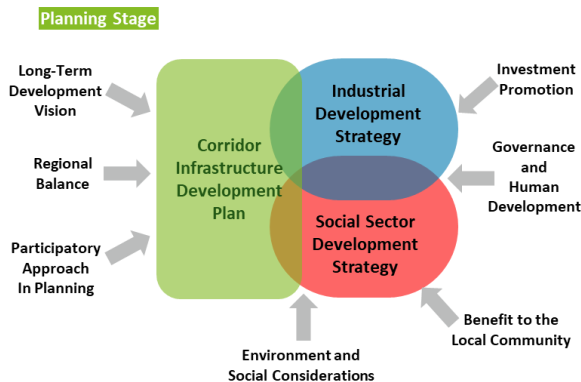 Planning Stage
Long-Term
Development
Vision
Regional
Balance
Participatory
Approach
In Planning
Corridor
Infrastructure
Development
Plan
Industrial
Development
Strategy
Social Sector
Development
Strategy
Investment
Promotion
Governance
and
Human
Development
Benefit to the
Local Community
Environment and
Social Considerations